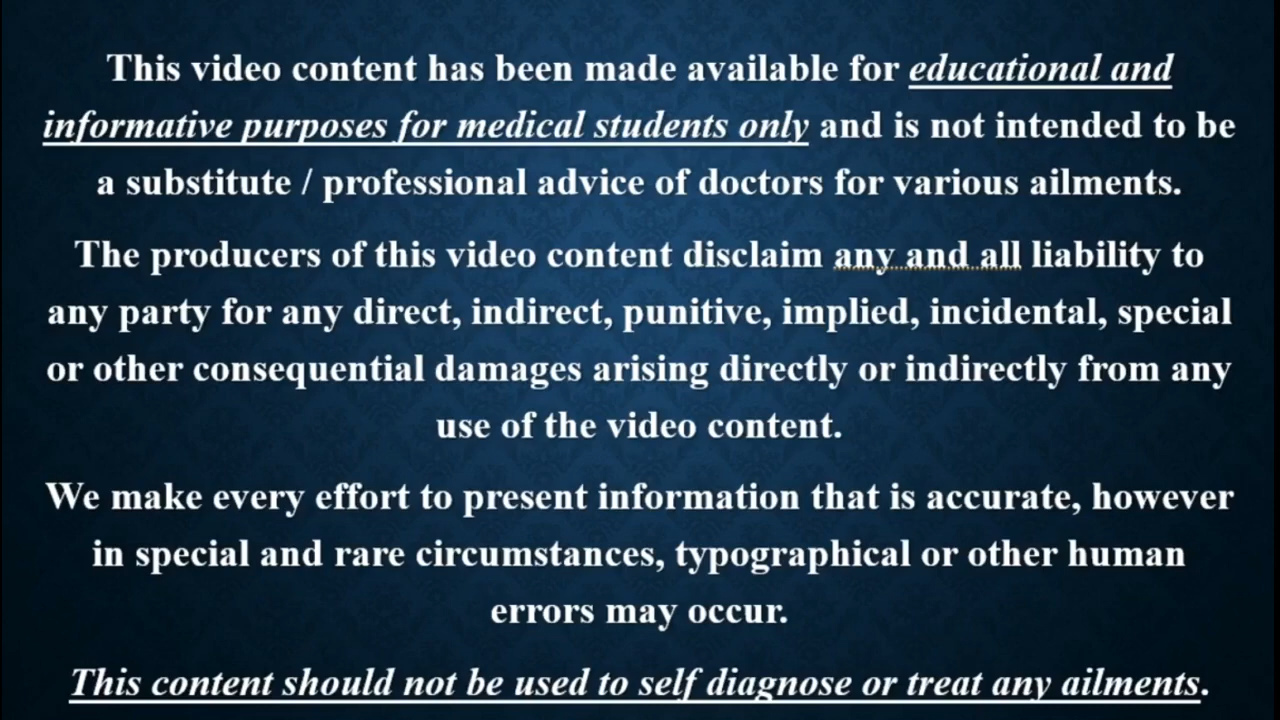 This video content has been made available for educational and
informative purposes for medical students only and is not intended to be
a substitute / professional advice of doctors for various ailments.
The producers of this video content disclaim any and all liability to
any party for any direct, indirect, punitive, implied, incidental, special
or other consequential damages arising directly or indirectly from any
use of the video content.
We make every effort to present information that is accurate, however
in special and rare circumstances, typographical or other human
errors may occur.
This content should not be used to self diagnose or treat any ailments.